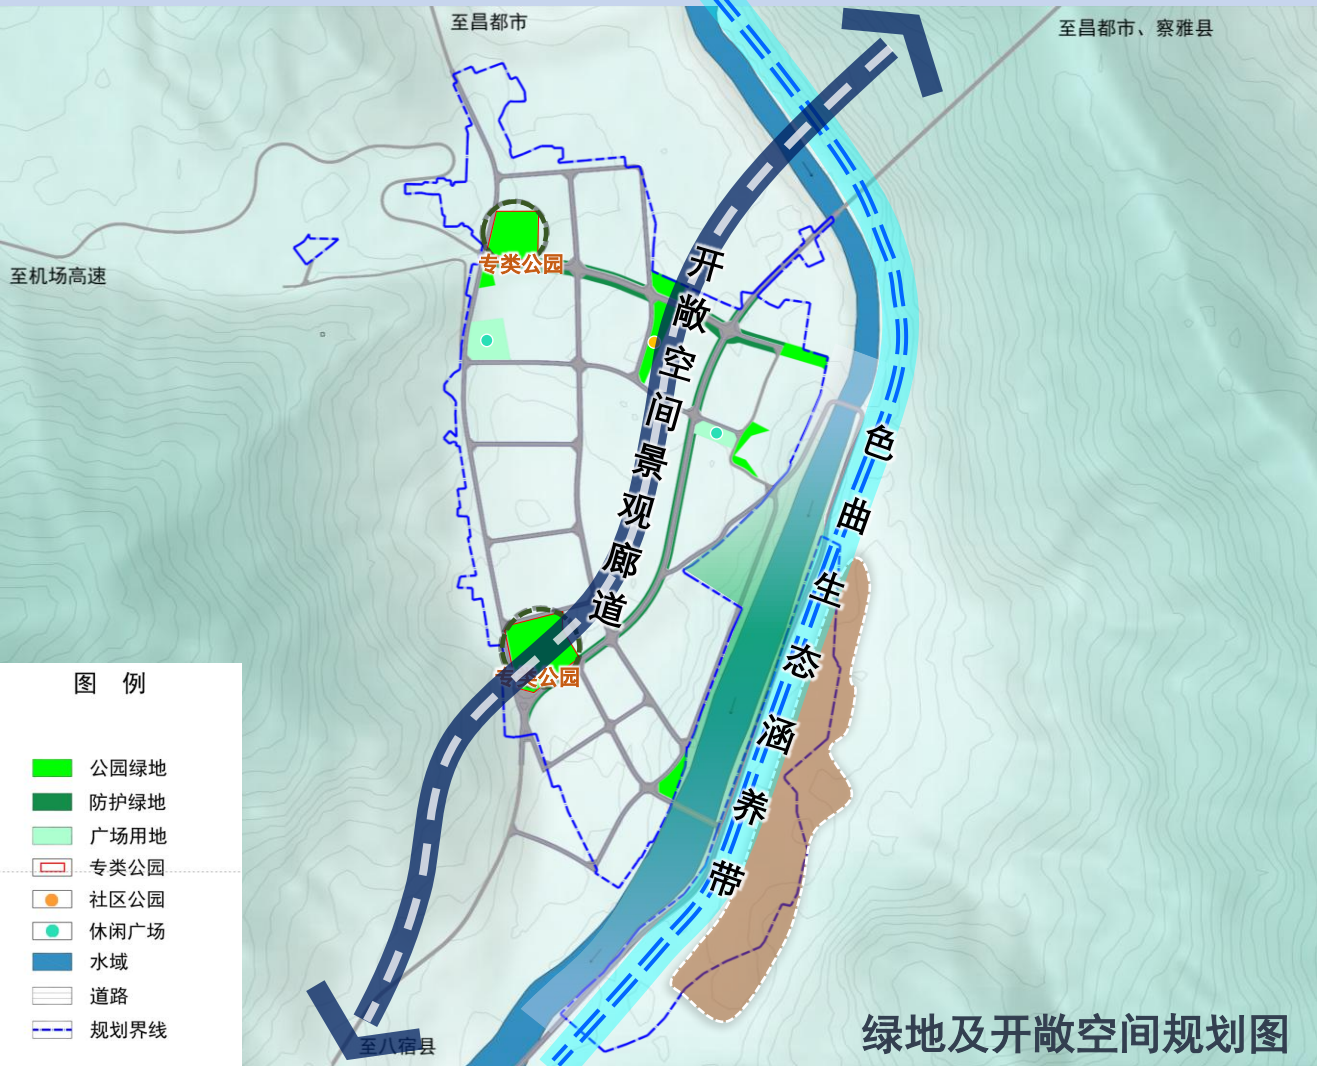 至昌都市
至昌都市、察雅县
至机场高速
专类公园
开敞空间景观廊道
色曲生态涵养带
专类公园
图 例
公园绿地
防护绿地
广场用地
专类公园
社区公园
休闲广场
水域
道路
规划界线
至八宿县
绿地及开敞空间规划图